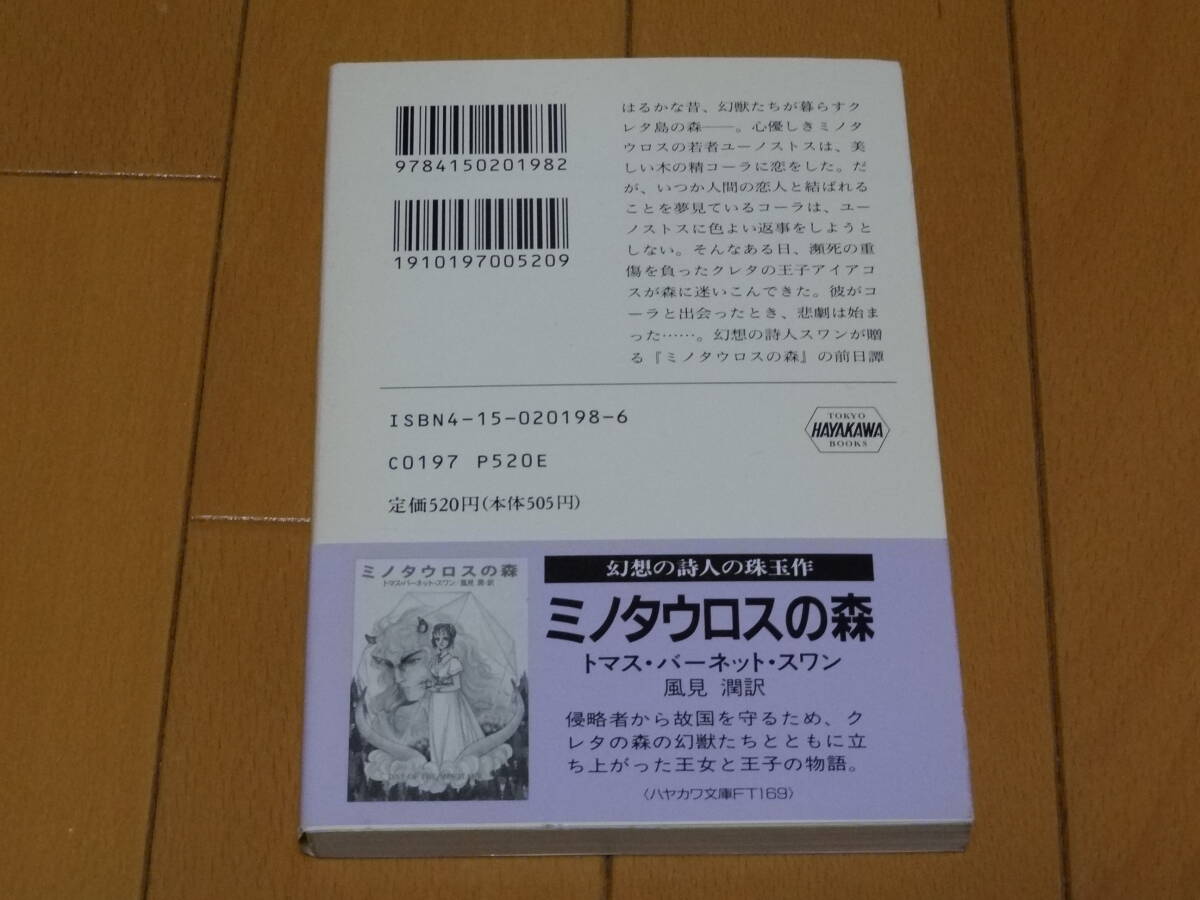 9784150201982
1910197005209
はるかな昔、幻獣たちが暮らすク
レタ島の森――。心優しきミノタ
ウロスの若者ユーノストスは、美
しい木の精コーラに恋をした。だ
が、いつか人間の恋人と結ばれる
ことを夢見ているコーラは、ユー
ノストスに色よい返事をしようと
しない。そんなある日、瀕死の重
傷を負ったクレタの王子アイアコ
スが森に迷いこんできた。彼がコ
ーラと出会ったとき、悲劇は始ま
った……。幻想の詩人スワンが贈
る『ミノタウロスの森』の前日譚
ISBN4-15-020198-6
C0197 P520E
定価520円(本体505円)
TOKYO
HAYAKAWA
BOOKS
ミノタウロスの森
トマス・バーネット・スワン/風見 潤・訳
DAY OF THE MINOTAUR
幻想の詩人の珠玉作
ミノタウロスの森
トマス・バーネット・スワン
風見 潤訳
侵略者から故国を守るため、ク
レタの森の幻獣たちとともに立
ち上がった王女と王子の物語。
〈ハヤカワ文庫FT169〉